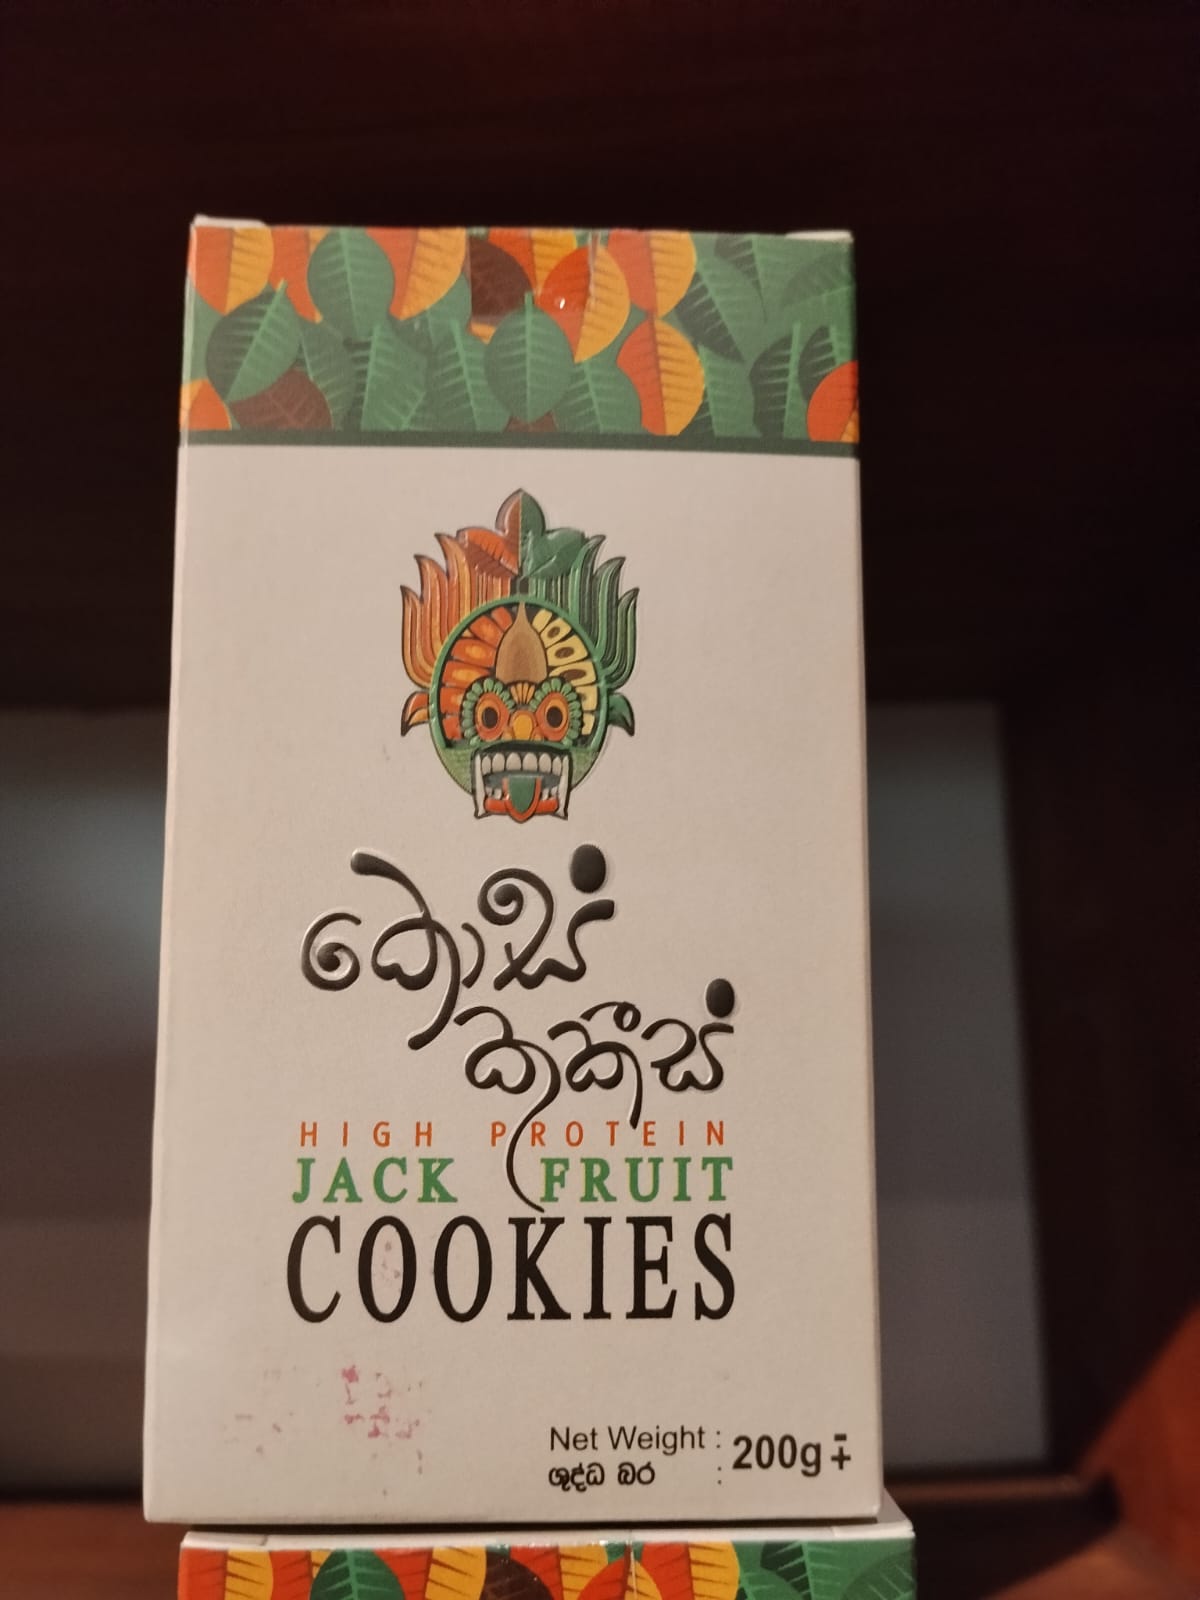 කොස්
කුකීස්
HIGH PROTEIN
JACK FRUIT
COOKIES
Net Weight : 200g ∓
ශුද්ධ බර :